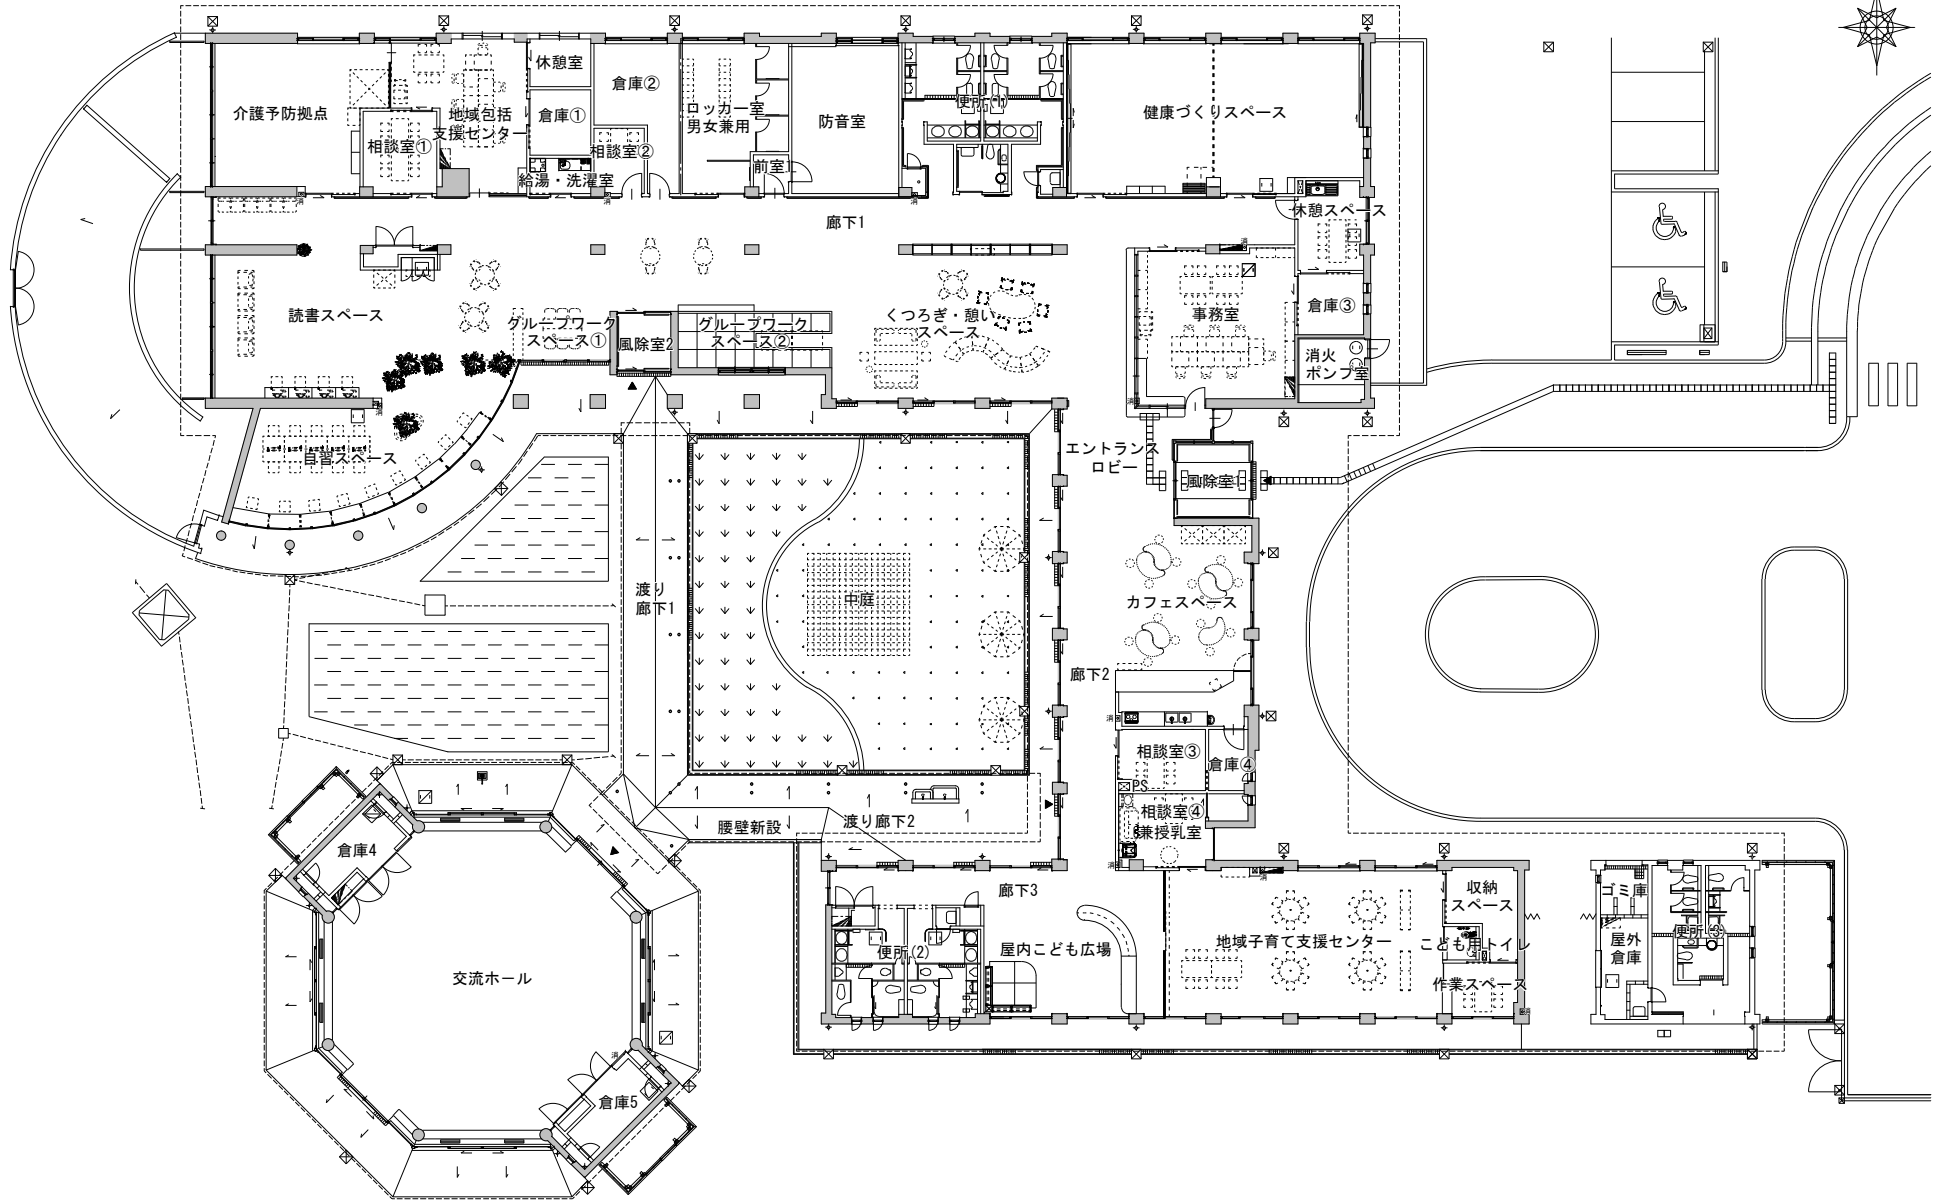 介護予防拠点
相談室①
地域包括
支援センター
休憩室
倉庫①
給湯・洗濯室
倉庫②
相談室②
ロッカー室
男女兼用
前室1
防音室
便所(1)
健康づくりスペース
休憩スペース
廊下1
読書スペース
グループワーク
スペース①
風除室2
グループワーク
スペース②
くつろぎ・憩い
スペース
事務室
倉庫③
消火
ポンプ室
自習スペース
エントランス
ロビー
風除室1
渡り
廊下1
中庭
カフェスペース
廊下2
相談室③
倉庫④
PS
相談室④
兼授乳室
腰壁新設
渡り廊下2
倉庫4
交流ホール
倉庫5
廊下3
便所(2)
屋内こども広場
地域子育て支援センター
収納
スペース
こども用トイレ
作業スペース
ゴミ庫
屋外
倉庫
便所(3)
消
消
消
消
消
消
消
消
消
消